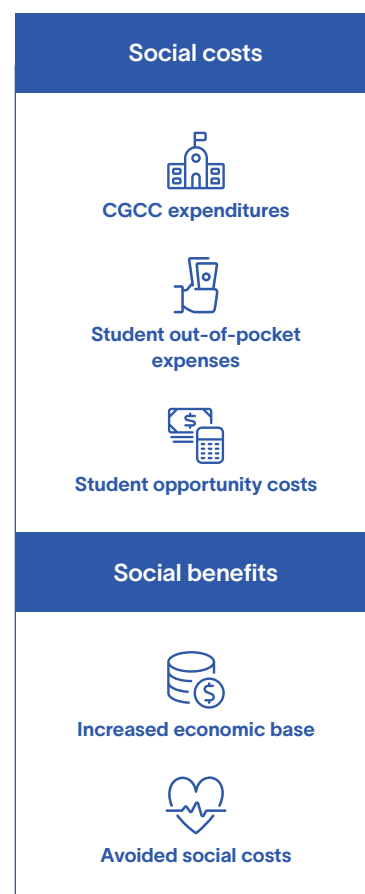 Social costs
CGCC expenditures
Student out-of-pocket
expenses
$
Student opportunity costs
Social benefits
$
Increased economic base
Avoided social costs